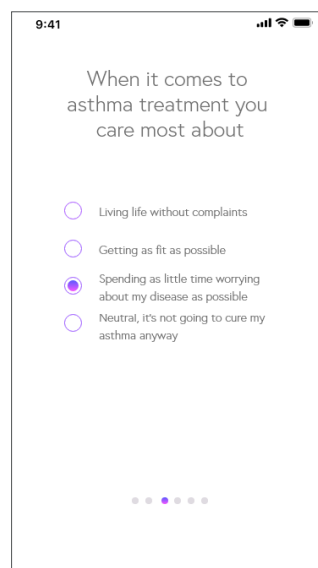 9:41
When it comes to
asthma treatment you
care most about
Living life without complaints
Getting as fit as possible
Spending as little time worrying
about my disease as possible
Neutral, it's not going to cure my
asthma anyway